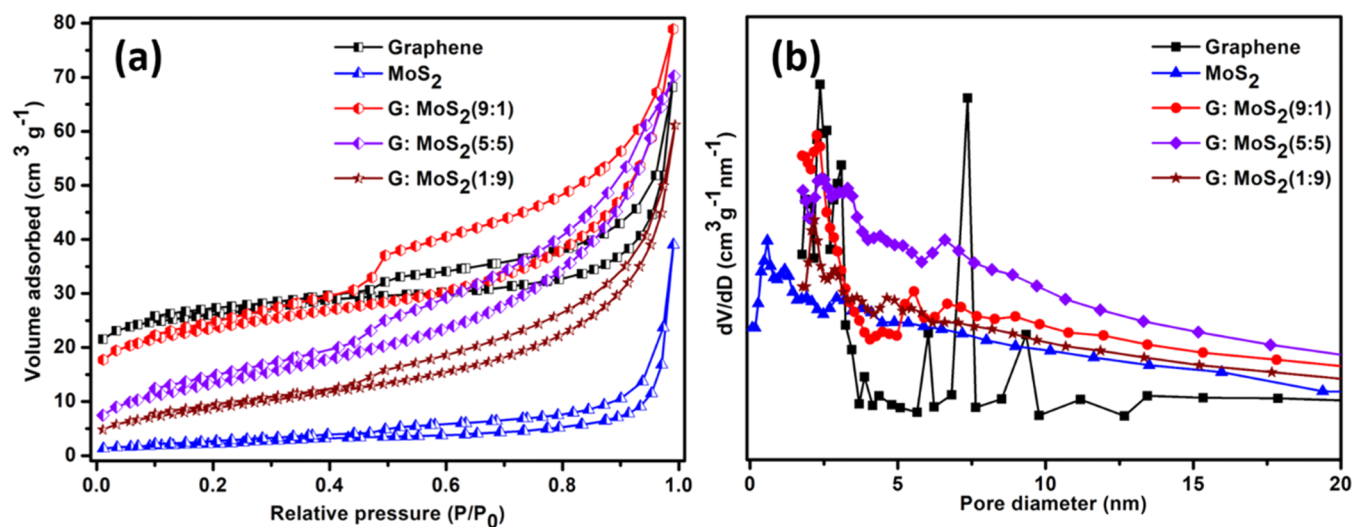 (a)
Graphene
MoS2
G: MoS2(9:1)
G: MoS2(5:5)
G: MoS2(1:9)
Volume adsorbed (cm3 g-1)
80
70
60
50
40
30
20
10
0
0.0 0.2 0.4 0.6 0.8 1.0
Relative pressure (P/P0)
(b)
Graphene
MoS2
G: MoS2(9:1)
G: MoS2(5:5)
G: MoS2(1:9)
dV/dD (cm3g-1nm-1)
0 5 10 15 20
Pore diameter (nm)